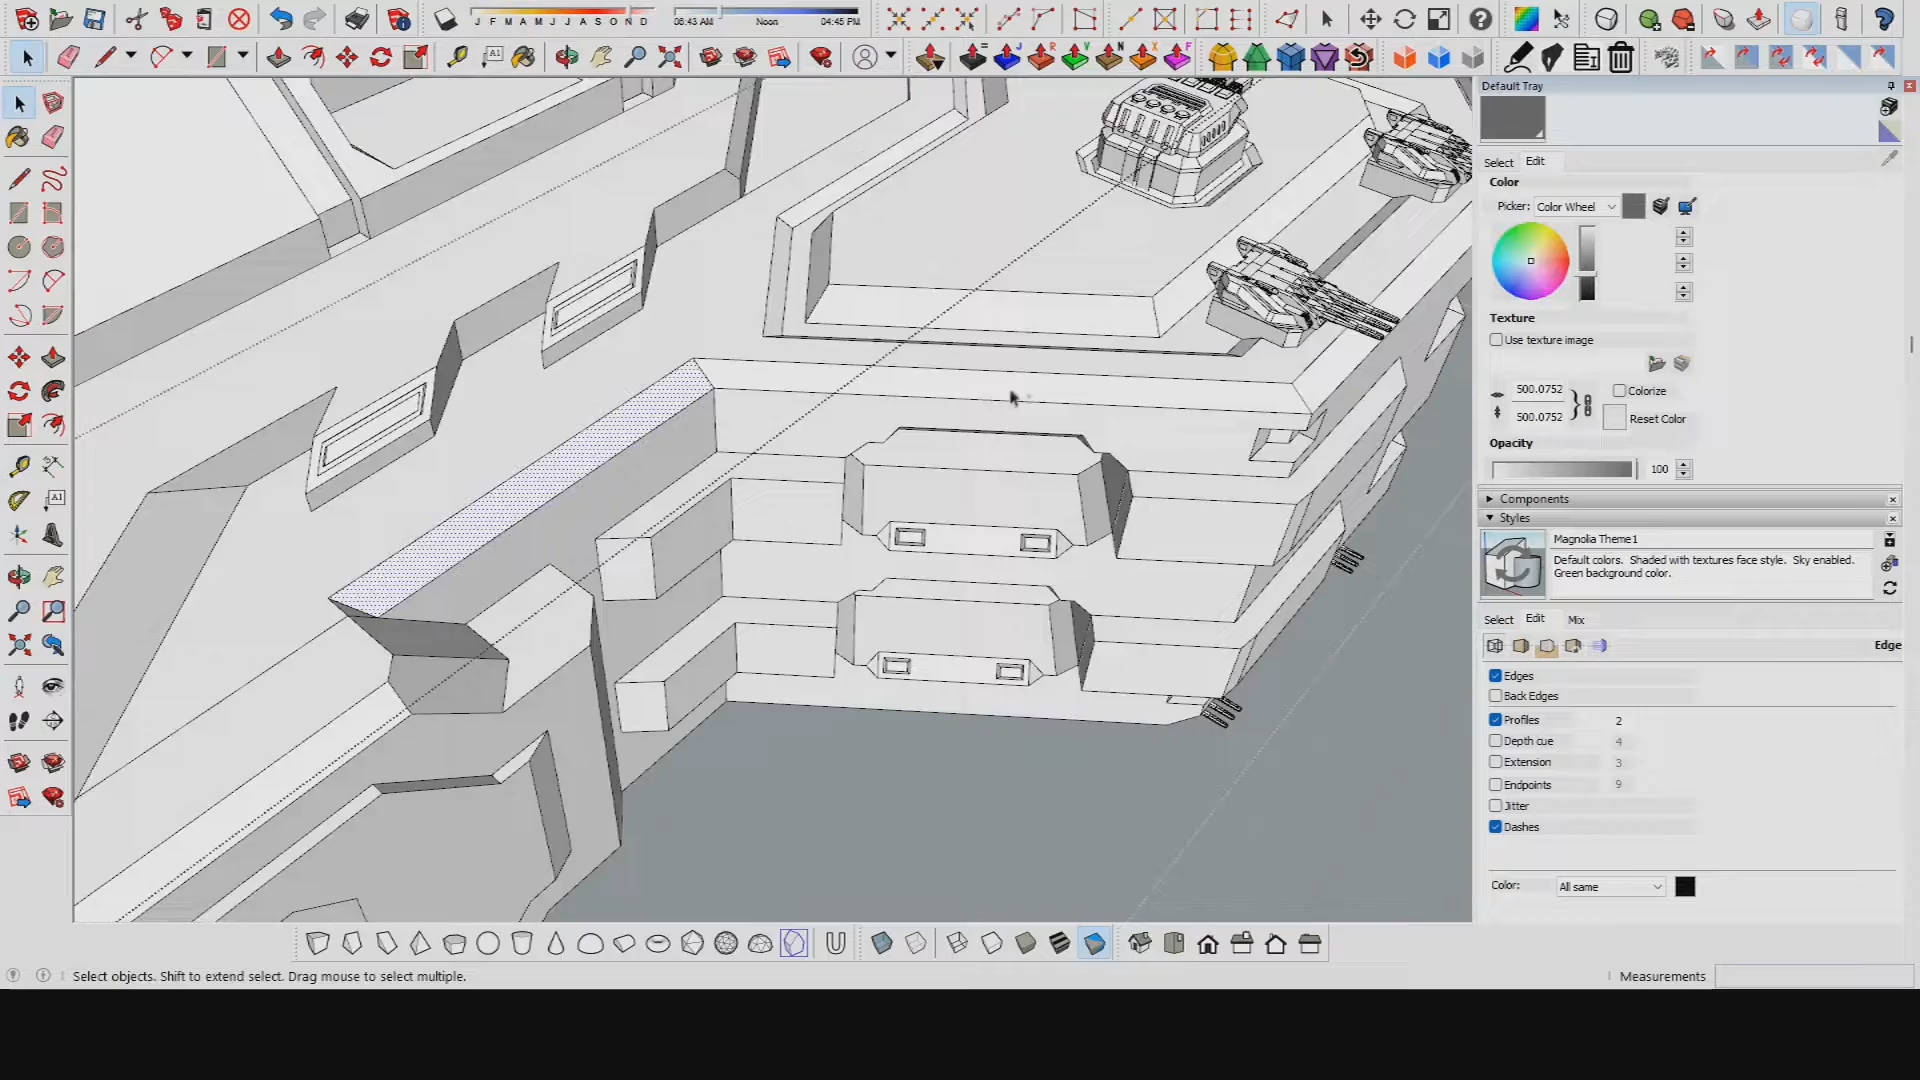 J F M A M J J A S O N D
06:43 AM Noon 04:45 PM
= J R V N X F
A1
Default Tray
Select Edit
Color
Picker: Color Wheel
Texture
Use texture image
500.0752
Colorize
500.0752
Reset Color
Opacity
100
Components
Styles
Magnolia Theme1
Default colors. Shaded with textures face style. Sky enabled.
Green background color.
Select Edit Mix
Edge
Edges
Back Edges
Profiles 2
Depth cue 4
Extension 3
Endpoints 9
Jitter
Dashes
Color: All same
AI
Select objects. Shift to extend select. Drag mouse to select multiple.
Measurements